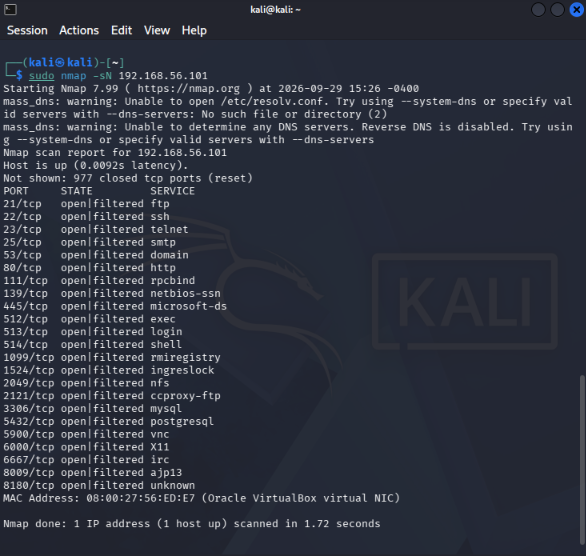 kali@kali: ~
Session Actions Edit View Help
┌──(kali㉿kali)-[~]
└─$ sudo nmap -sN 192.168.56.101
Starting Nmap 7.99 ( https://nmap.org ) at 2026-09-29 15:26 -0400
mass_dns: warning: Unable to open /etc/resolv.conf. Try using --system-dns or specify val
id servers with --dns-servers: No such file or directory (2)
mass_dns: warning: Unable to determine any DNS servers. Reverse DNS is disabled. Try usin
g --system-dns or specify valid servers with --dns-servers
Nmap scan report for 192.168.56.101
Host is up (0.0092s latency).
Not shown: 977 closed tcp ports (reset)
PORT     STATE         SERVICE
21/tcp   open|filtered ftp
22/tcp   open|filtered ssh
23/tcp   open|filtered telnet
25/tcp   open|filtered smtp
53/tcp   open|filtered domain
80/tcp   open|filtered http
111/tcp  open|filtered rpcbind
139/tcp  open|filtered netbios-ssn
445/tcp  open|filtered microsoft-ds
512/tcp  open|filtered exec
513/tcp  open|filtered login
514/tcp  open|filtered shell
1099/tcp open|filtered rmiregistry
1524/tcp open|filtered ingreslock
2049/tcp open|filtered nfs
2121/tcp open|filtered ccproxy-ftp
3306/tcp open|filtered mysql
5432/tcp open|filtered postgresql
5900/tcp open|filtered vnc
6000/tcp open|filtered X11
6667/tcp open|filtered irc
8009/tcp open|filtered ajp13
8180/tcp open|filtered unknown
MAC Address: 08:00:27:56:ED:E7 (Oracle VirtualBox virtual NIC)
Nmap done: 1 IP address (1 host up) scanned in 1.72 seconds
KALI